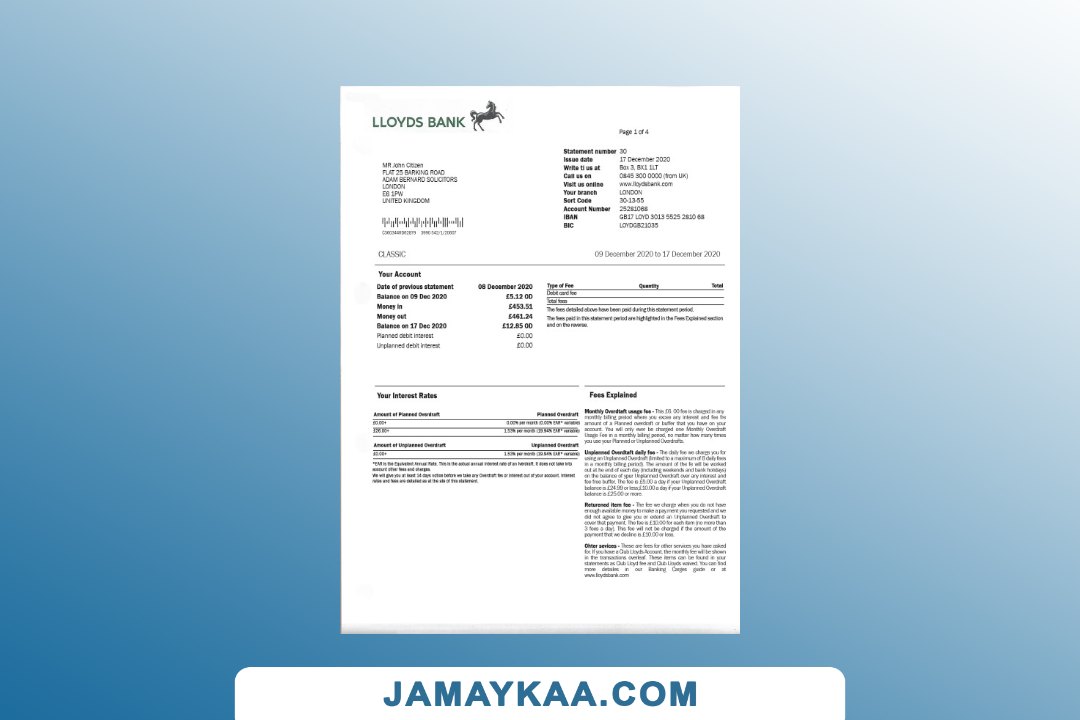 LLOYDS BANK
Page 1 of 4
MR John Citizen
FLAT 25 BARKING ROAD
ADAM BERNARD SOLICITORS
LONDON
E6 1PW
UNITED KINGDOM
Statement number 30
Issue date 17 December 2020
Write ti us at Box 3, BX1 1LT
Call us on 0845 300 0000 (from UK)
Visit us online www.lloydsbank.com
Your branch LONDON
Sort Code 30-13-55
Account Number 25281068
IBAN GB17 LOYD 3013 5525 2810 68
BIC LOYDGB21035
CLASSIC
09 December 2020 to 17 December 2020
Your Account
Date of previous statement 08 December 2020
Balance on 09 Dec 2020 £5.12 OD
Money in £453.51
Money out £461.24
Balance on 17 Dec 2020 £12.85 OD
Planned debit interest £0.00
Unplanned debit interest £0.00
Type of Fee Quantity Total
Debit card fee
Total fees
The fees detailed above have been paid during this statement period.
The fees paid in this statement period are highlighted in the Fees Explained section
and on the reverse.
Your Interest Rates
Amount of Planned Overdraft Planned Overdraft
£0.00+ 0.00% per month (0.00% EAR* variable)
1.53% per month (19.94% EAR* variable)
Amount of Unplanned Overdraft Unplanned Overdraft
£0.00+ 1.53% per month (19.94% EAR* variable)
*EAR is the Equivalent Annual Rate. This is the actual annual interest rate of an overdraft. It does not take into
account other fees and charges.
We will give you at least 14 days notice before we take any Overdraft fee or interest out of your account. Interest
rates and fees are detailed as at the site of this statement.
Fees Explained
Monthly Overdraft usage fee - This £6. 00 fee is charged in any
monthly billing period where you exceed any interest and fee
amount of a Planned overdraft or buffer that you have on your
account. You will only ever be charged one Monthly Overdraft
Usage Fee in a monthly billing period, no matter how many times
you use your Planned or Unplanned Overdrafts.
Unplanned Overdraft daily fee - The daily fee we charge you for
using an Unplanned Overdraft (limited to a maximum of 8 daily fees
in a monthly billing period). The amount of the fee will be worked
out at the end of each day (including weekends and bank holidays)
on the balance of your Unplanned Overdraft over any interest and
fee free buffer. The fee is £5.00 a day if your Unplanned Overdraft
balance is £24.99 or less;£10.00 a day if your Unplanned Overdraft
balance is £25.00 or more.
Returened item fee - The fee we charge when you do not have
enough available money to make a payment you requested and we
did not agree to give you or extend an Unplanned Overdraft to
cover that payment. The fee is £10.00 for each item (no more than
3 fees a day). This fee will not be charged if the amount of the
payment that we decline is £10.00 or less.
Ohter sevices - These are fees for other services you have asked
for. If you have a Club Lloyds Account, the monthly fee will be shown
in the transactions overleaf. These items can be found in your
statements as Club Lloyd fee and Club Lloyds waived. You can find
more detailes in our Banking Carges guide or at
www.lloydsbank.com
JAMAYKAA.COM